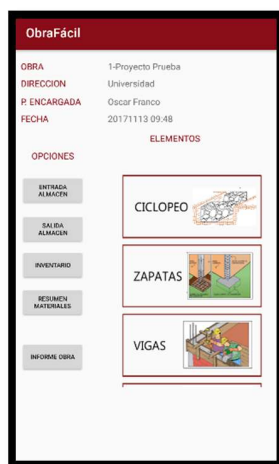 ObraFácil
OBRA 1-Proyecto Prueba
DIRECCION Universidad
P. ENCARGADA Oscar Franco
FECHA 20171113 09:48
ELEMENTOS
OPCIONES
ENTRADA
ALMACEN
SALIDA
ALMACEN
INVENTARIO
RESUMEN
MATERIALES
INFORME OBRA
CICLOPEO
ZAPATAS
VIGAS